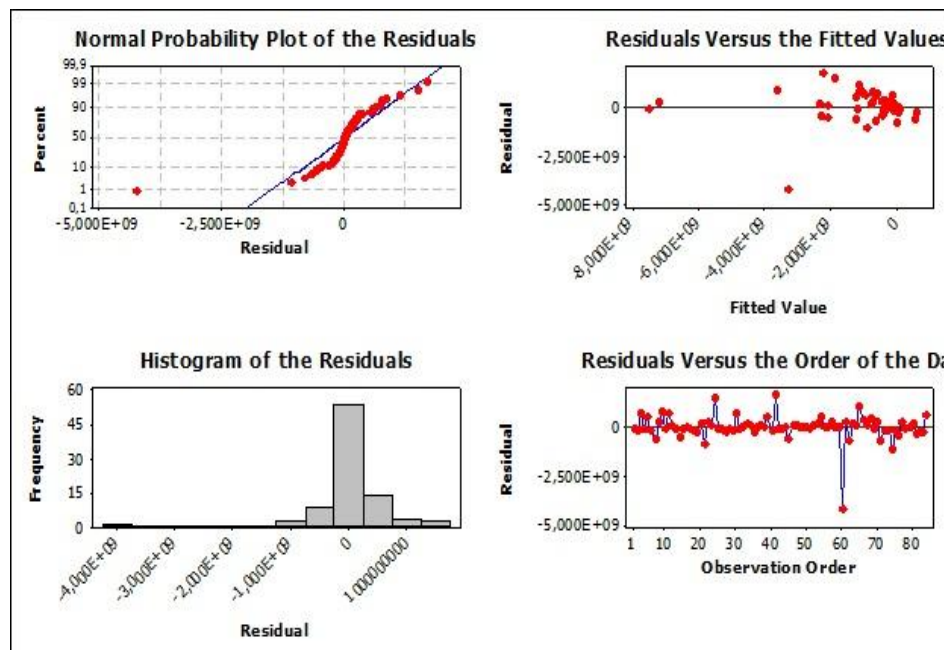 Normal Probability Plot of the Residuals
99,9
99
90
50
10
1
0,1
Percent
-5,000E+09
-2,500E+09
0
Residual
Residuals Versus the Fitted Values
0
-2,500E+09
-5,000E+09
Residual
-8,000E+09
-6,000E+09
-4,000E+09
-2,000E+09
0
Fitted Value
Histogram of the Residuals
60
45
30
15
0
Frequency
-4,000E+09
-3,000E+09
-2,000E+09
-1,000E+09
0
1000000000
Residual
Residuals Versus the Order of the Da
0
-2,500E+09
-5,000E+09
Residual
1
10
20
30
40
50
60
70
80
Observation Order